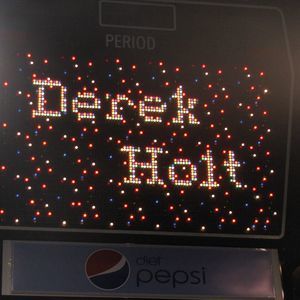 PERIOD
Derek
Holt
diet
pepsi